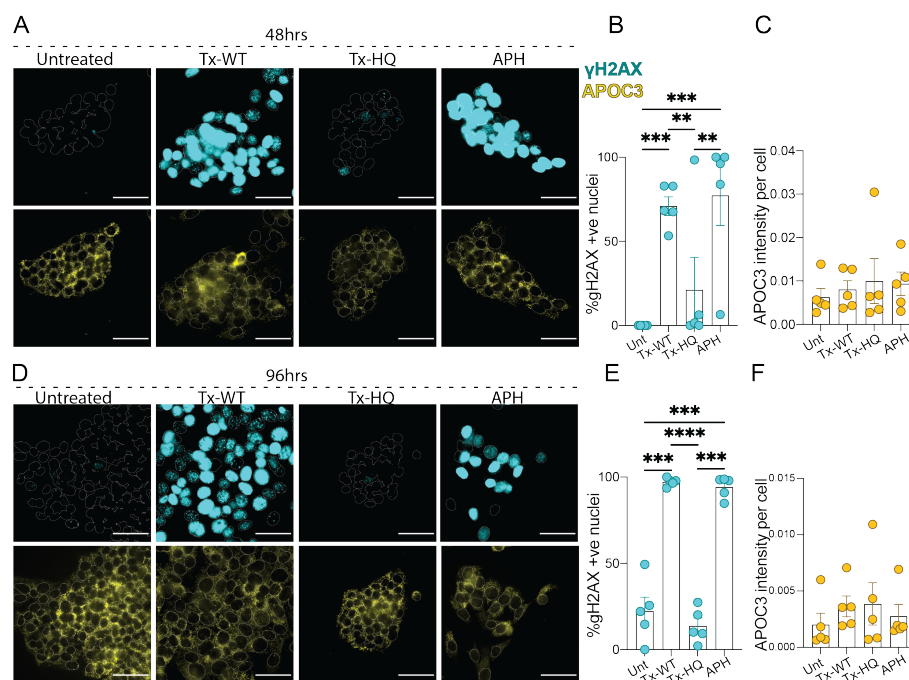 A
48hrs
Untreated
Tx-WT
Tx-HQ
APH
B
γH2AX
APOC3
***
**
***
**
%gH2AX +ve nuclei
100
50
0
Unt
Tx-WT
Tx-HQ
APH
C
APOC3 intensity per cell
0.04
0.03
0.02
0.010
0.00
Unt
Tx-WT
Tx-HQ
APH
D
96hrs
Untreated
Tx-WT
Tx-HQ
APH
E
***
****
***
***
%gH2AX +ve nuclei
100
50
0
Unt
Tx-WT
Tx-HQ
APH
F
APOC3 intensity per cell
0.015
0.010
0.005
0.000
Unt
Tx-WT
Tx-HQ
APH